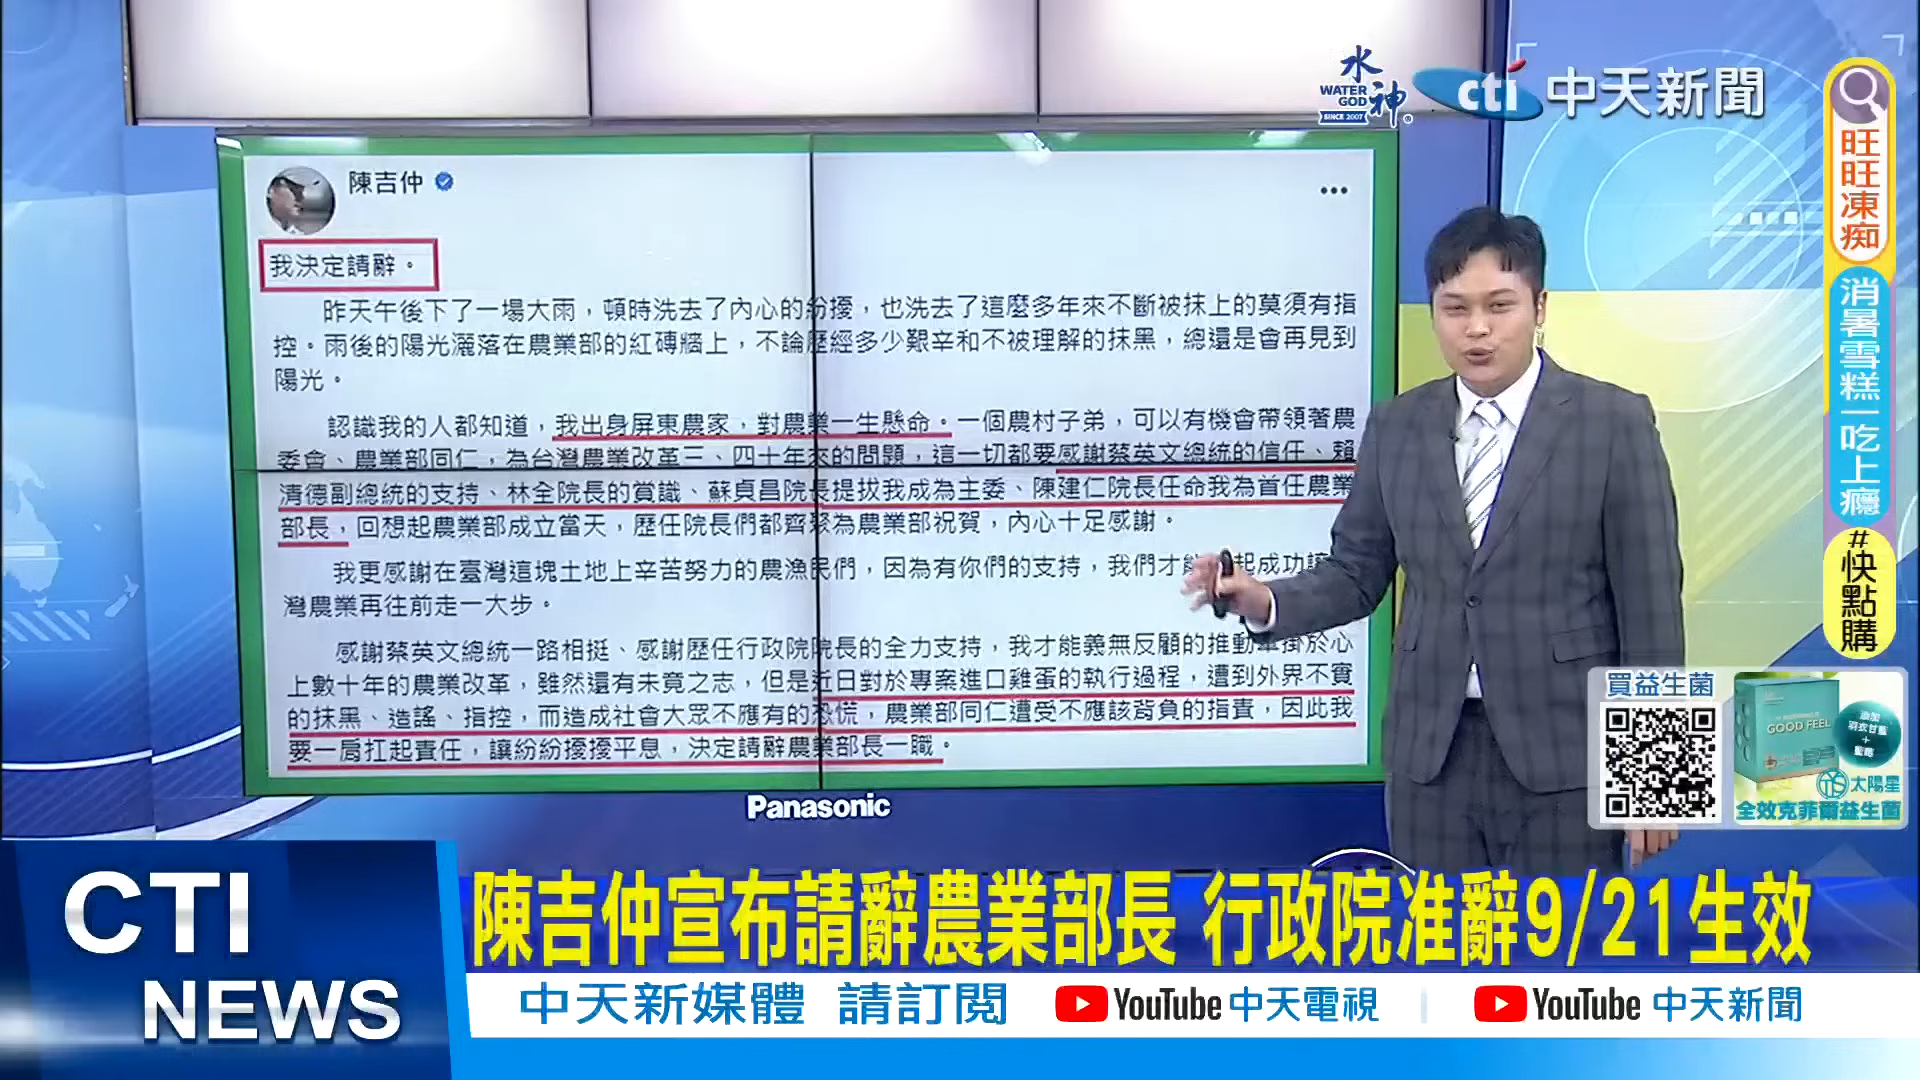 水神
WATER
GOD
SINCE 2007
cti 中天新聞
旺旺凍痴
消暑雪糕一吃上癮
#快點購
陳吉仲
我決定請辭。
昨天午後下了一場大雨，頓時洗去了內心的紛擾，也洗去了這麼多年來不斷被抹上的莫須有指
控。雨後的陽光灑落在農業部的紅磚牆上，不論歷經多少艱辛和不被理解的抹黑，總還是會再見到
陽光。
認識我的人都知道，我出身屏東農家，對農業一生懸命。一個農村子弟，可以有機會帶領著農
委會、農業部同仁，為台灣農業改革三、四十年來的問題，這一切都要感謝蔡英文總統的信任、賴
清德副總統的支持、林全院長的賞識、蘇貞昌院長提拔我成為主委、陳建仁院長任命我為首任農業
部長，回想起農業部成立當天，歷任院長們都齊聚為農業部祝賀，內心十足感謝。
我更感謝在臺灣這塊土地上辛苦努力的農漁民們，因為有你們的支持，我們才能 起成功
灣農業再往前走一大步。
感謝蔡英文總統一路相挺、感謝歷任行政院院長的全力支持，我才能義無反顧的推動牽掛於心
上數十年的農業改革，雖然還有未竟之志，但是近日對於專案進口雞蛋的執行過程，遭到外界不實
的抹黑、造謠、指控，而造成社會大眾不應有的恐慌，農業部同仁遭受不應該背負的指責，因此我
要一肩扛起責任，讓紛紛擾擾平息，決定請辭農業部長一職。
Panasonic
買益生菌
GOOD FEEL
添加
羽衣甘藍
+
藍莓
太陽星
全效克菲爾益生菌
CTI
NEWS
陳吉仲宣布請辭農業部長 行政院准辭9/21生效
中天新媒體 請訂閱 YouTube 中天電視 YouTube 中天新聞